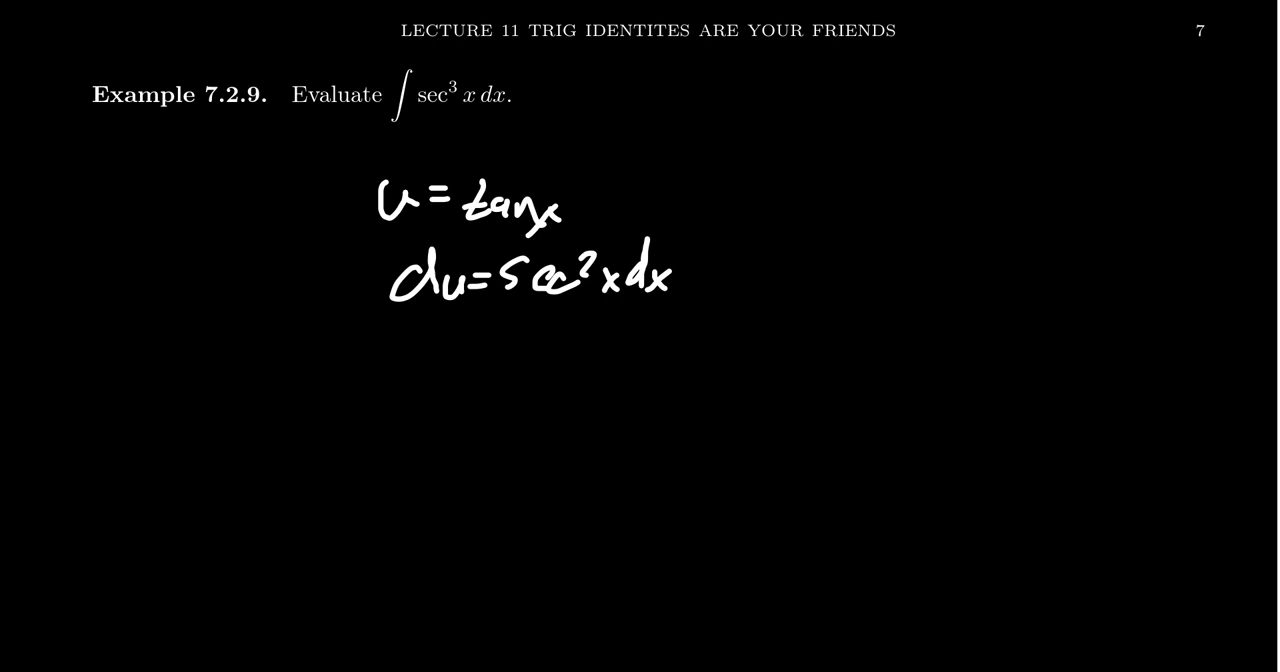 LECTURE 11 TRIG IDENTITES ARE YOUR FRIENDS 7
Example 7.2.9. Evaluate ∫ sec³ x dx.
u = tan x
du = sec² x dx